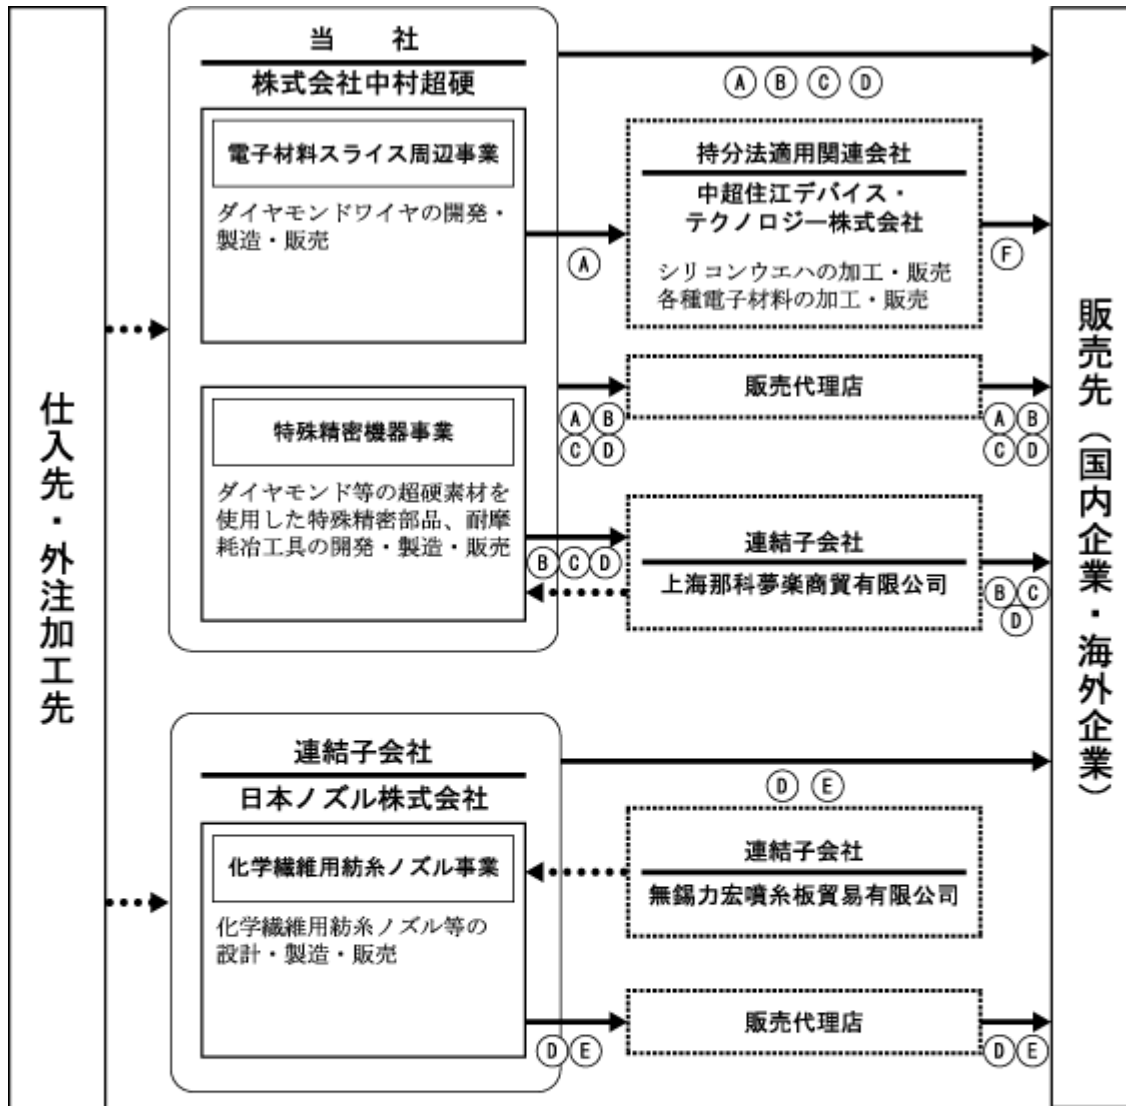 仕入先・外注加工先
当　　社
株式会社中村超硬
電子材料スライス周辺事業
ダイヤモンドワイヤの開発・
製造・販売
特殊精密機器事業
ダイヤモンド等の超硬素材を
使用した特殊精密部品、耐摩
耗冶工具の開発・製造・販売
Ⓐ Ⓑ Ⓒ Ⓓ
Ⓐ
持分法適用関連会社
中超住江デバイス・
テクノロジー株式会社
シリコンウエハの加工・販売
各種電子材料の加工・販売
Ⓕ
Ⓐ Ⓑ
Ⓒ Ⓓ
販売代理店
Ⓐ Ⓑ
Ⓒ Ⓓ
Ⓑ Ⓒ Ⓓ
連結子会社
上海那科夢楽商貿有限公司
Ⓑ Ⓒ
Ⓓ
連結子会社
日本ノズル株式会社
化学繊維用紡糸ノズル事業
化学繊維用紡糸ノズル等の
設計・製造・販売
Ⓓ Ⓔ
連結子会社
無錫力宏噴糸板貿易有限公司
Ⓓ Ⓔ
販売代理店
Ⓓ Ⓔ
販売先（国内企業・海外企業）